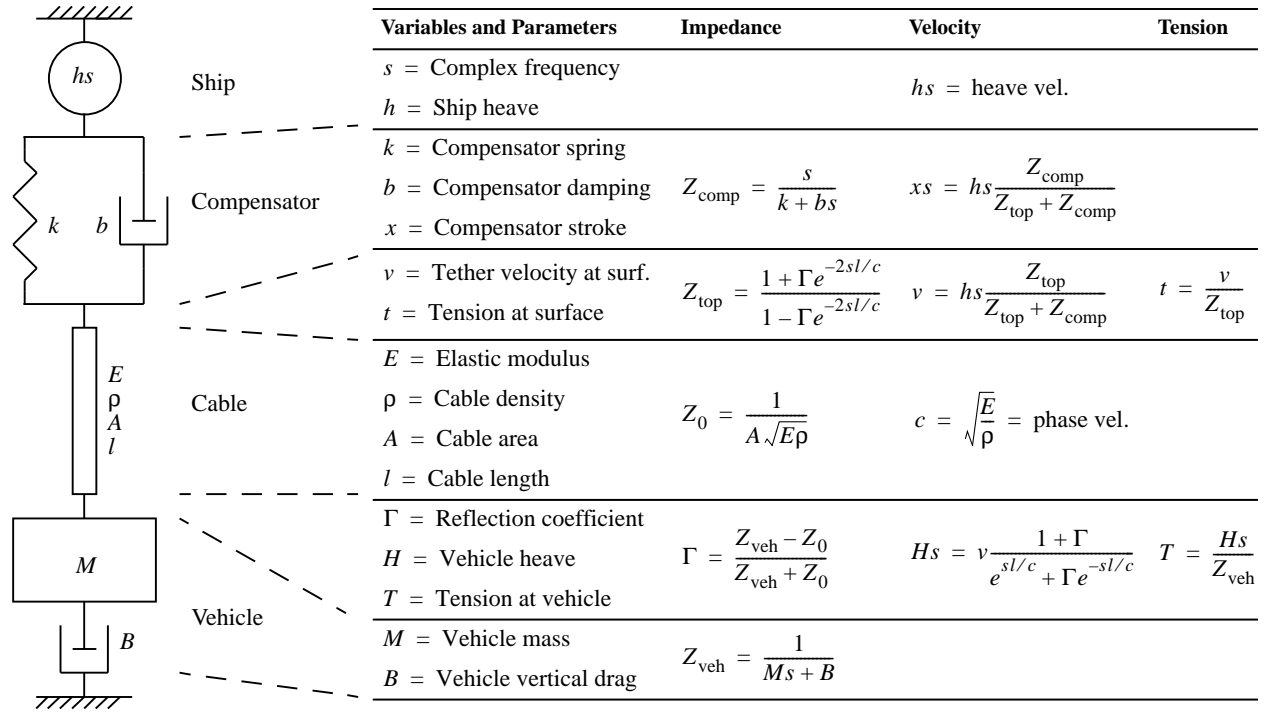 Variables and Parameters Impedance Velocity Tension
hs
Ship
s = Complex frequency
h = Ship heave
hs = heave vel.
k
b
Compensator
k = Compensator spring
b = Compensator damping
x = Compensator stroke
Z_comp = s / (k + bs)
xs = hs Z_comp / (Z_top + Z_comp)
v = Tether velocity at surf.
t = Tension at surface
Z_top = (1 + Γe^(−2sl/c)) / (1 − Γe^(−2sl/c))
v = hs Z_top / (Z_top + Z_comp)
t = v / Z_top
E
ρ
A
l
Cable
E = Elastic modulus
ρ = Cable density
A = Cable area
l = Cable length
Z_0 = 1 / (A√(Eρ))
c = √(E/ρ) = phase vel.
Γ = Reflection coefficient
H = Vehicle heave
T = Tension at vehicle
Γ = (Z_veh − Z_0) / (Z_veh + Z_0)
Hs = v (1 + Γ) / (e^(sl/c) + Γe^(−sl/c))
T = Hs / Z_veh
M
B
Vehicle
M = Vehicle mass
B = Vehicle vertical drag
Z_veh = 1 / (Ms + B)